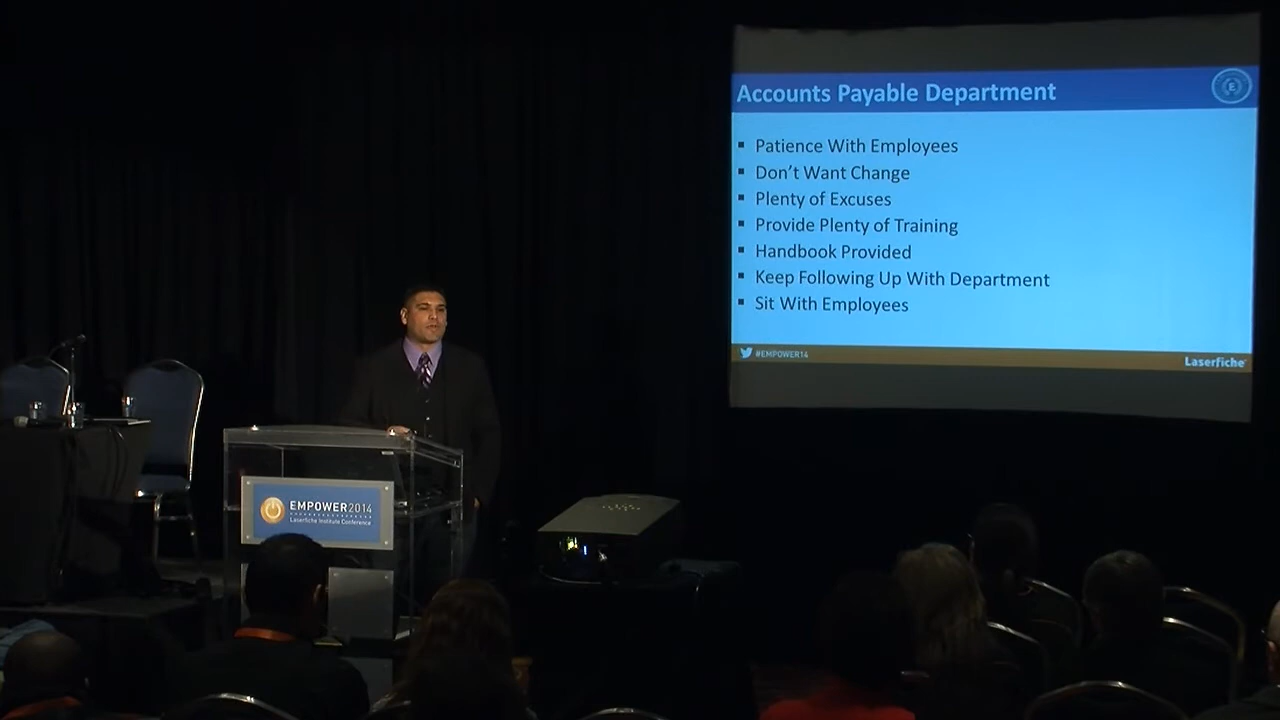 Accounts Payable Department
E
Patience With Employees
Don't Want Change
Plenty of Excuses
Provide Plenty of Training
Handbook Provided
Keep Following Up With Department
Sit With Employees
#EMPOWER14
Laserfiche
EMPOWER2014
Laserfiche Institute Conference